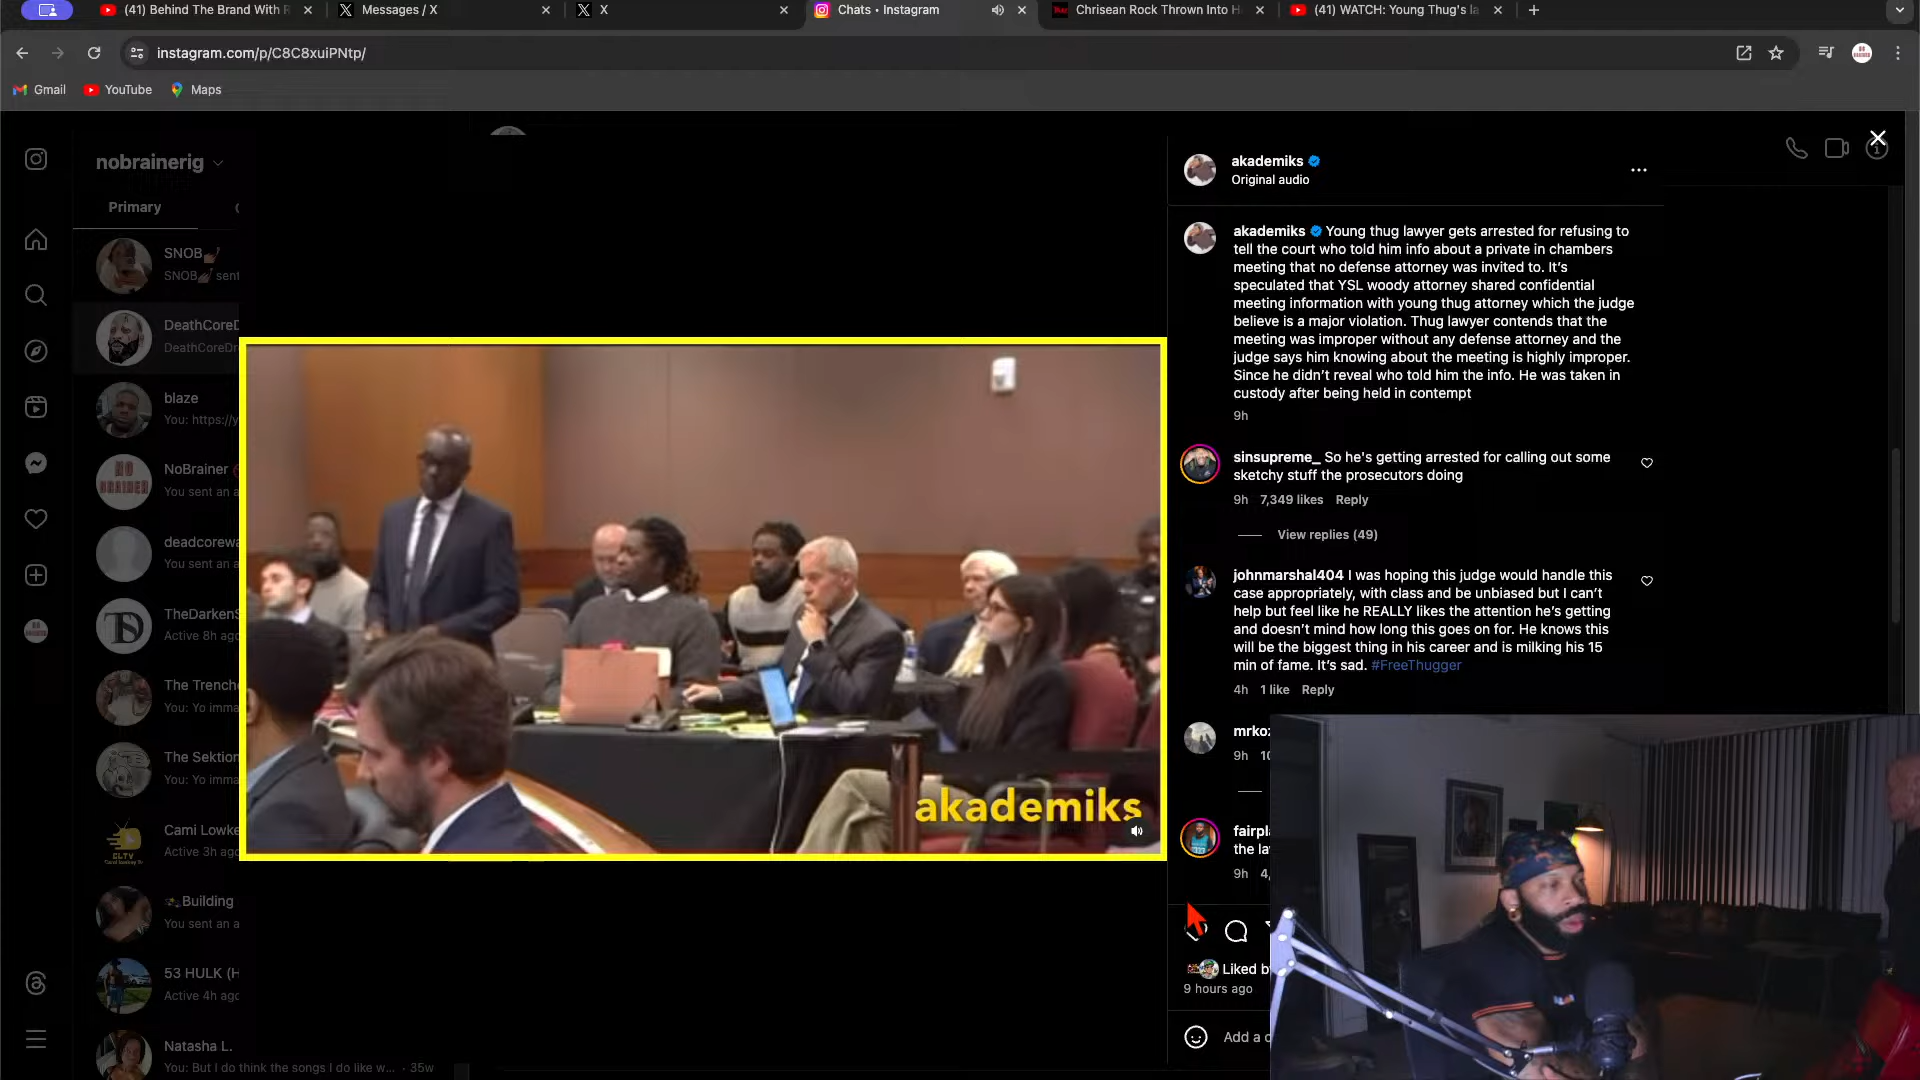 (41) Behind The Brand With R
Messages / X
X
Chats • Instagram
Chrisean Rock Thrown Into H
(41) WATCH: Young Thug's la
instagram.com/p/C8C8xuiPNtp/
Gmail
YouTube
Maps
nobrainerig
Primary
SNOB
SNOB sent
DeathCoreD
DeathCoreDr
blaze
You: https://y
NoBrainer
You sent an a
deadcorewa
You sent an a
TheDarkenS
Active 8h ago
The Trenche
You: Yo imma
The Sektion
You: Yo imma
Cami Lowke
Active 3h ago
Building
You sent an a
53 HULK (H
Active 4h ago
Natasha L.
You: But I do think the songs I do like w... · 35w
akademiks
akademiks
Original audio
akademiks Young thug lawyer gets arrested for refusing to
tell the court who told him info about a private in chambers
meeting that no defense attorney was invited to. It's
speculated that YSL woody attorney shared confidential
meeting information with young thug attorney which the judge
believe is a major violation. Thug lawyer contends that the
meeting was improper without any defense attorney and the
judge says him knowing about the meeting is highly improper.
Since he didn't reveal who told him the info. He was taken in
custody after being held in contempt
9h
sinsupreme_ So he's getting arrested for calling out some
sketchy stuff the prosecutors doing
9h 7,349 likes Reply
View replies (49)
johnmarshal404 I was hoping this judge would handle this
case appropriately, with class and be unbiased but I can't
help but feel like he REALLY likes the attention he's getting
and doesn't mind how long this goes on for. He knows this
will be the biggest thing in his career and is milking his 15
min of fame. It's sad. #FreeThugger
4h 1 like Reply
mrkoz
9h 10
fairpla
the la
9h 4,
Liked b
9 hours ago
Add a c